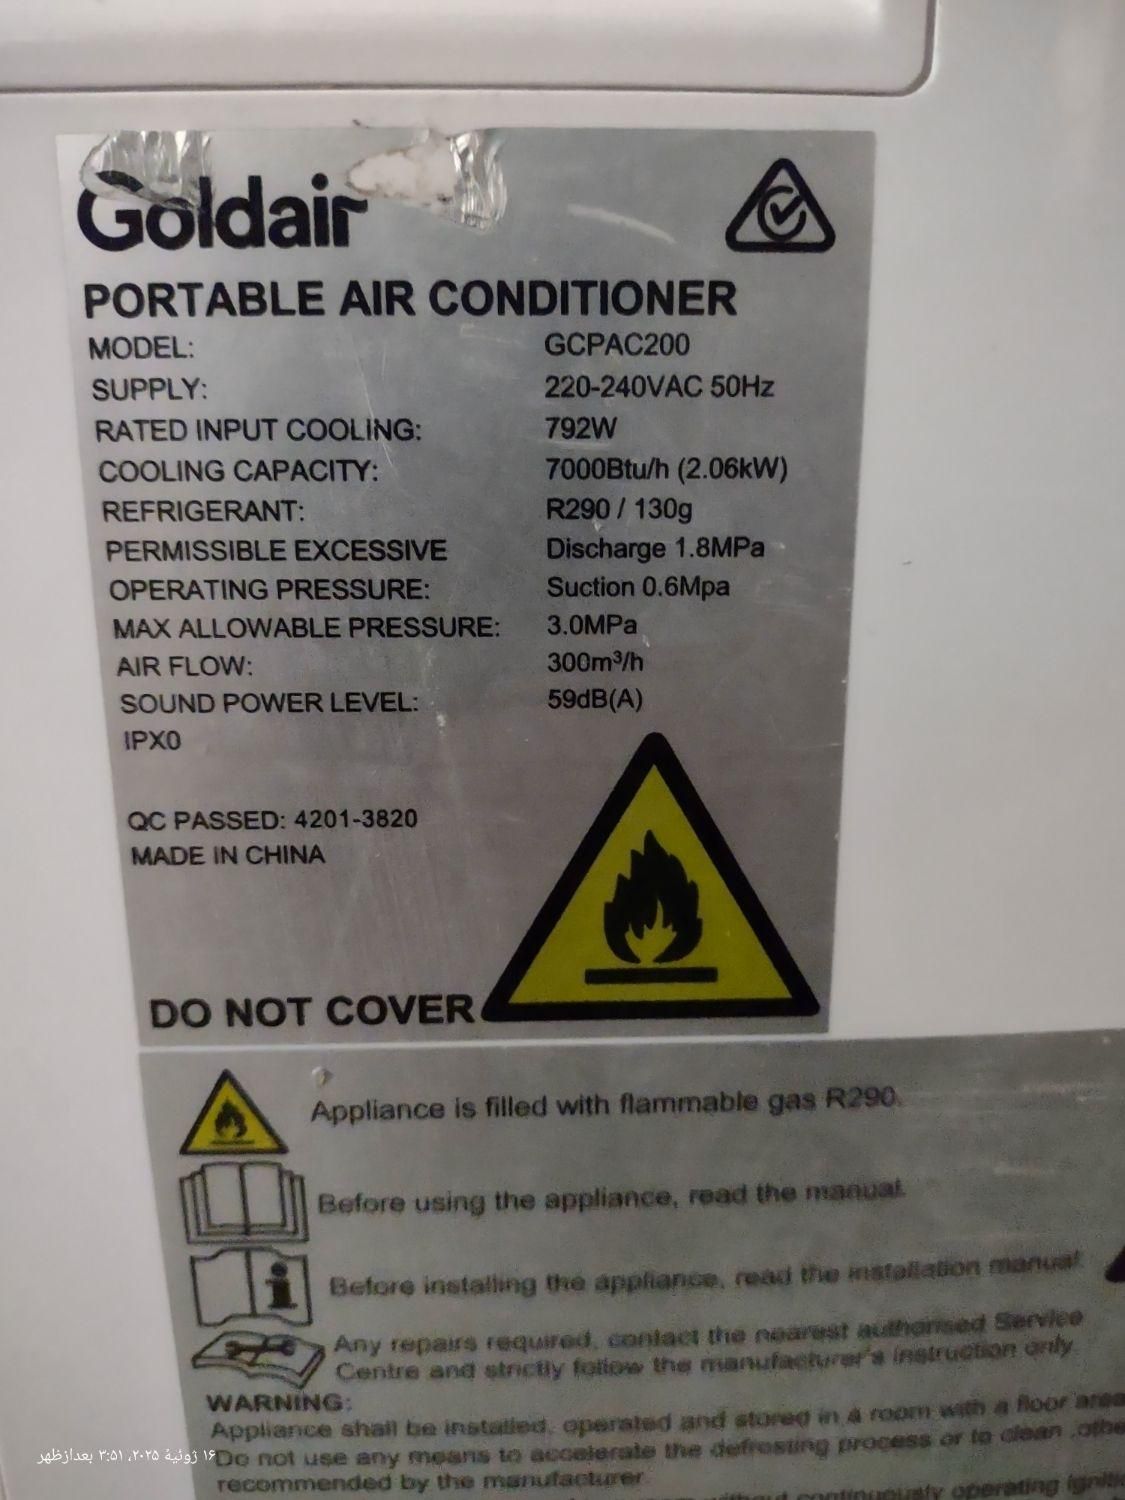 Goldair
PORTABLE AIR CONDITIONER
MODEL: GCPAC200
SUPPLY: 220-240VAC 50Hz
RATED INPUT COOLING: 792W
COOLING CAPACITY: 7000Btu/h (2.06kW)
REFRIGERANT: R290 / 130g
PERMISSIBLE EXCESSIVE Discharge 1.8MPa
OPERATING PRESSURE: Suction 0.6Mpa
MAX ALLOWABLE PRESSURE: 3.0MPa
AIR FLOW: 300m³/h
SOUND POWER LEVEL: 59dB(A)
IPX0
QC PASSED: 4201-3820
MADE IN CHINA
DO NOT COVER
Appliance is filled with flammable gas R290.
Before using the appliance, read the manual.
Before installing the appliance, read the installation manual.
Any repairs required, contact the nearest authorised Service
Centre and strictly follow the manufacturer's instruction only.
WARNING:
Appliance shall be installed, operated and stored in a room with a floor area
Do not use any means to accelerate the defrosting process or to clean ,
recommended by the manufacturer.
without continuously operating
۱۶ ژوئیهٔ ۲۰۲۵،‏ ۳:۵۱ بعدازظهر